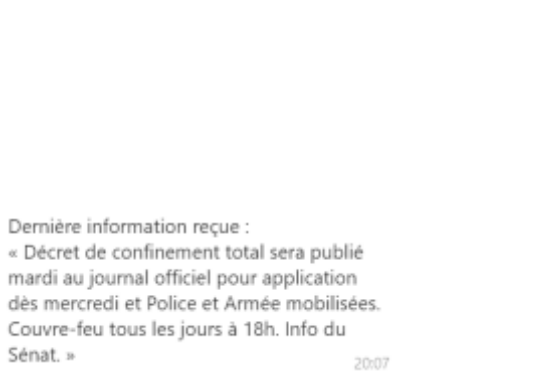 Dernière information reçue :
« Décret de confinement total sera publié
mardi au journal officiel pour application
dès mercredi et Police et Armée mobilisées.
Couvre-feu tous les jours à 18h. Info du
Sénat. »
20:07